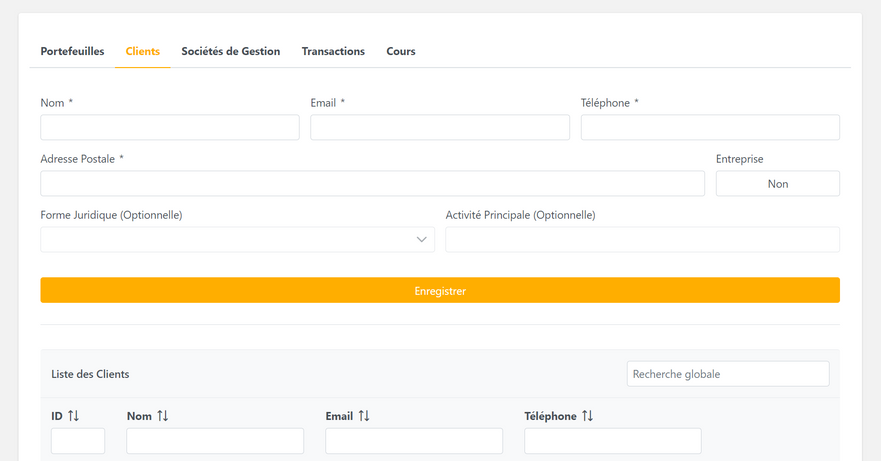 Portefeuilles Clients Sociétés de Gestion Transactions Cours
Nom * Email * Téléphone *
Adresse Postale * Entreprise
Non
Forme Juridique (Optionnelle) Activité Principale (Optionnelle)
Enregistrer
Liste des Clients Recherche globale
ID Nom Email Téléphone